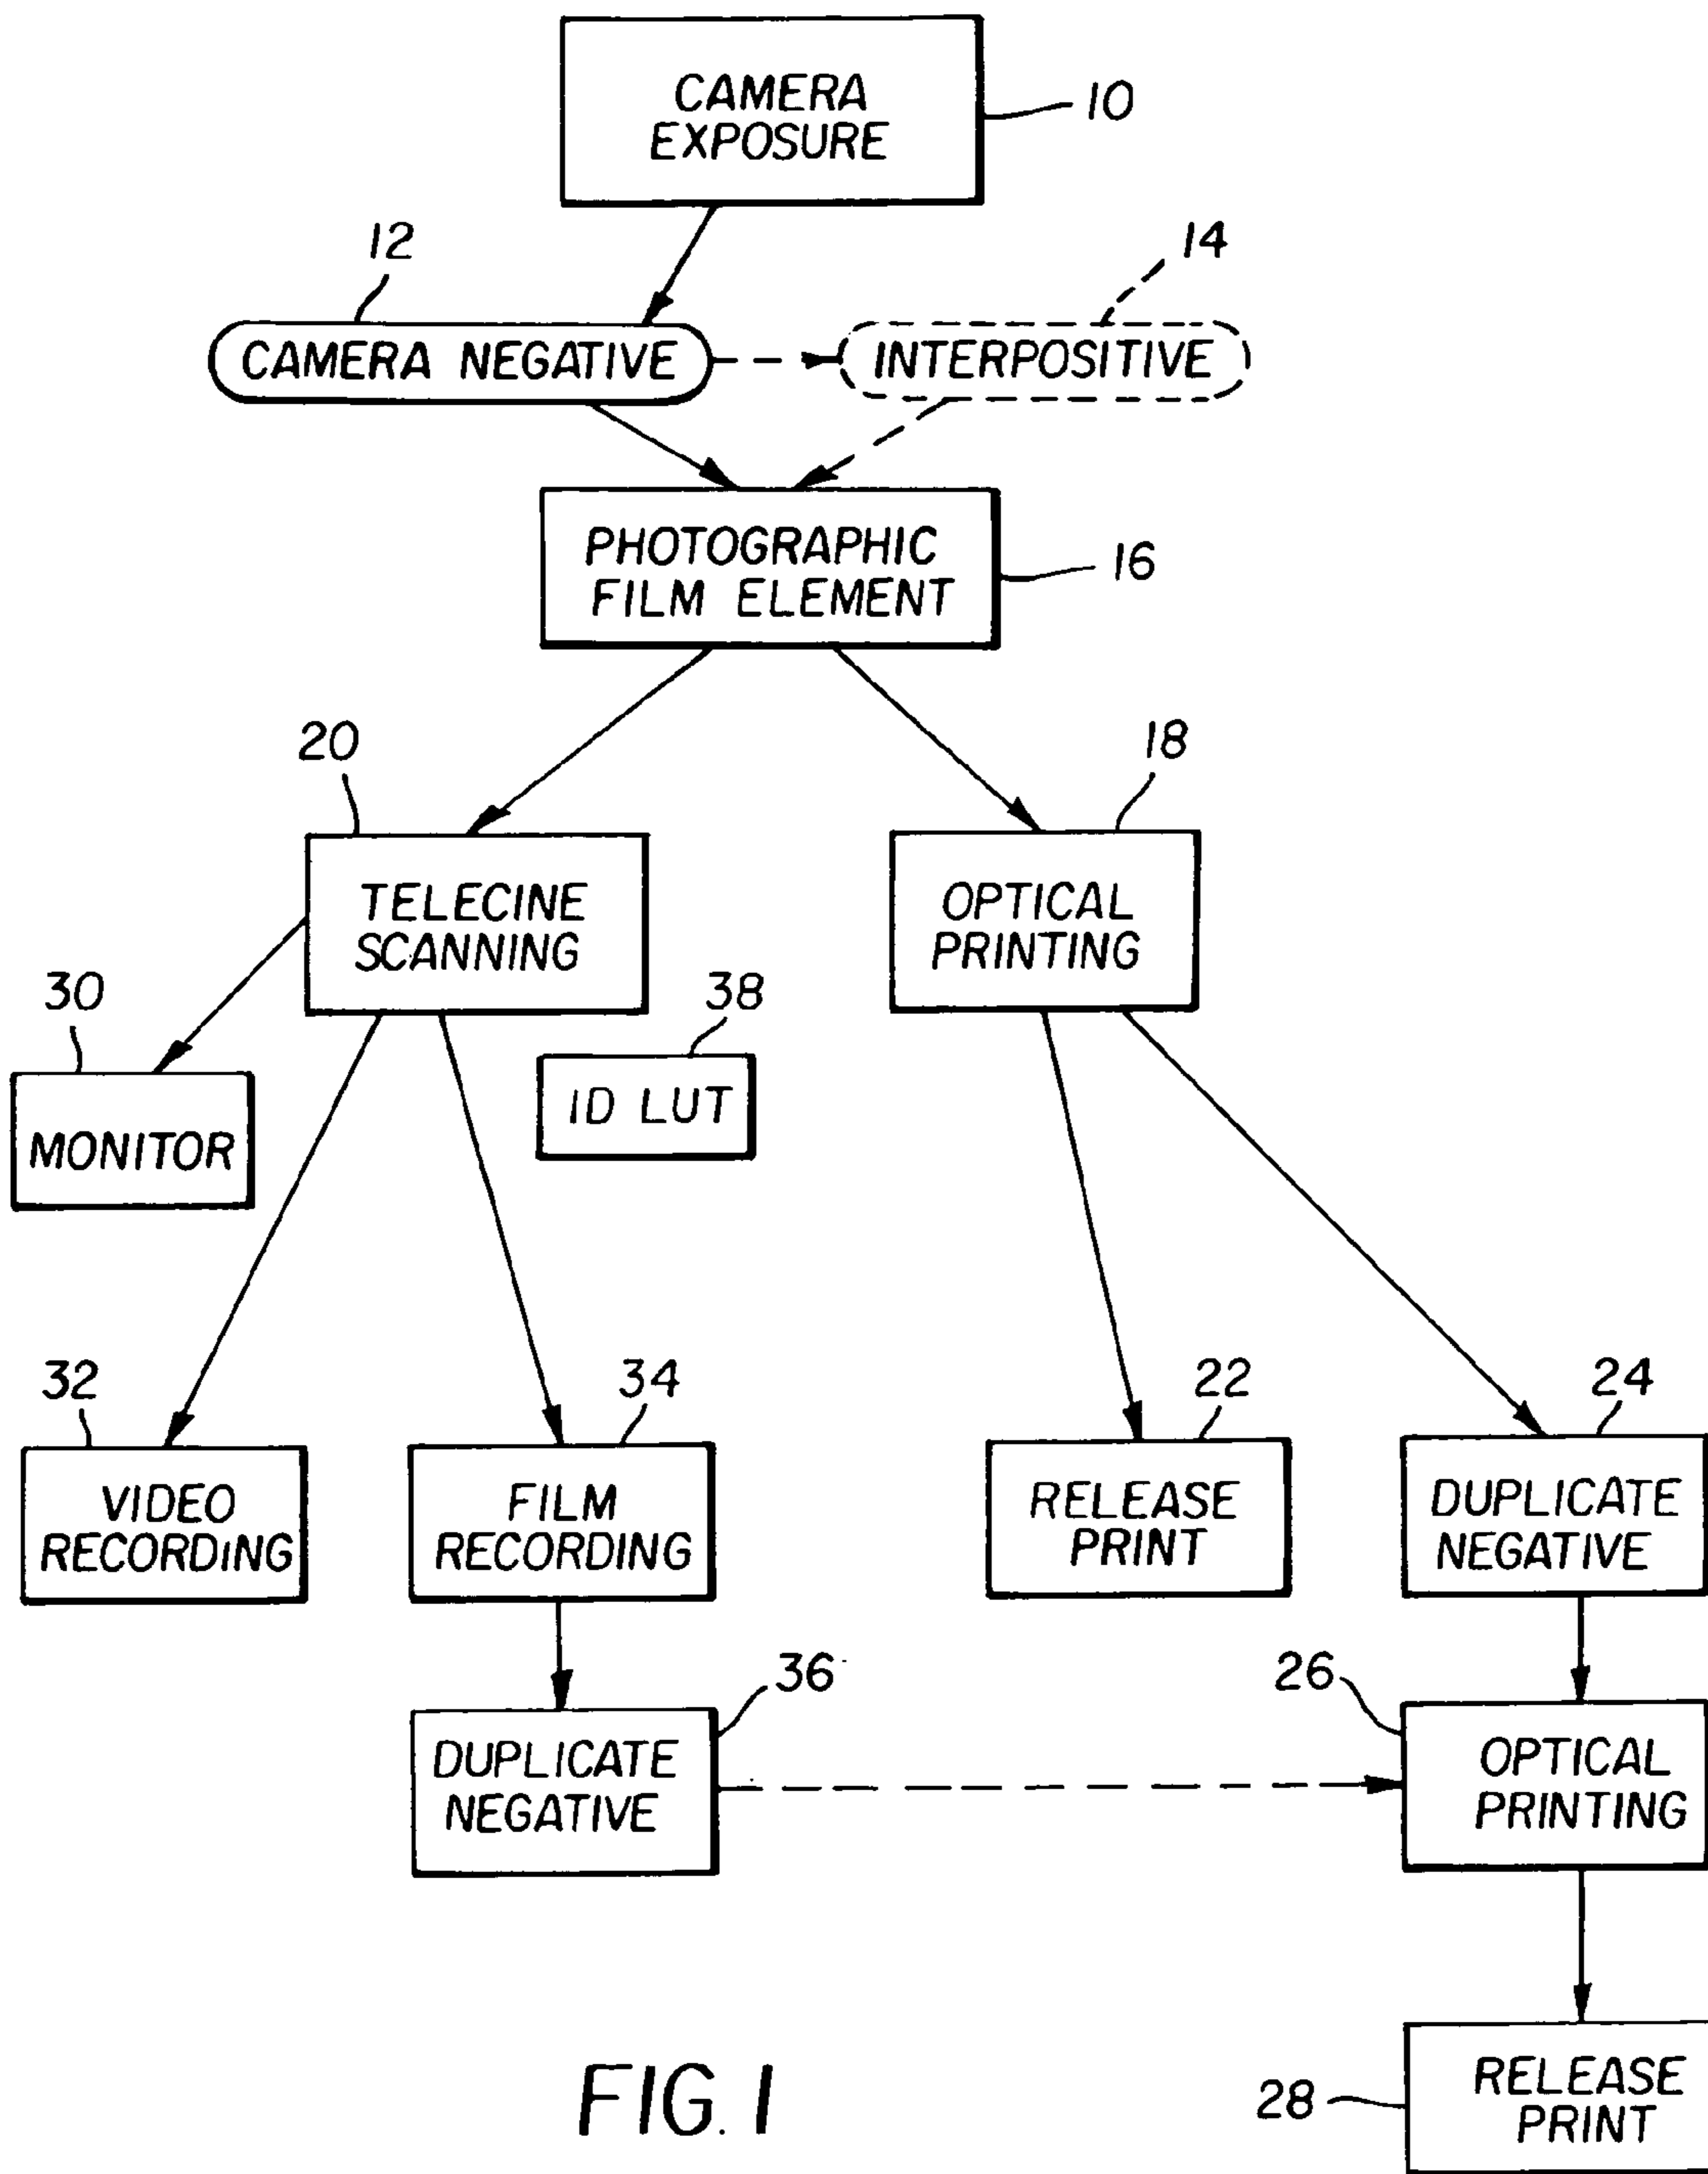 CAMERA
EXPOSURE
10
12
14
CAMERA NEGATIVE
INTERPOSITIVE
PHOTOGRAPHIC
FILM ELEMENT
16
20
18
TELECINE
SCANNING
OPTICAL
PRINTING
30
38
MONITOR
1D LUT
32
34
22
24
VIDEO
RECORDING
FILM
RECORDING
RELEASE
PRINT
DUPLICATE
NEGATIVE
36
26
DUPLICATE
NEGATIVE
OPTICAL
PRINTING
28
RELEASE
PRINT
FIG. 1